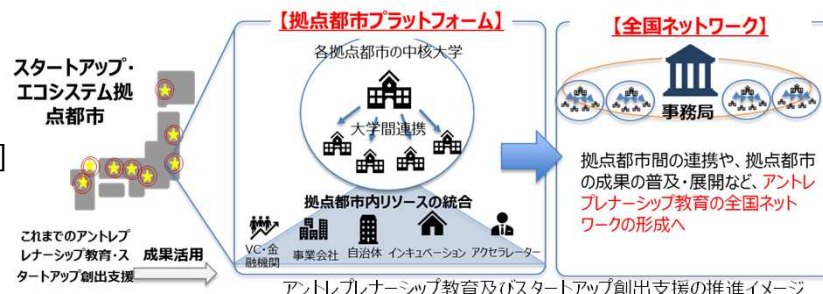 スタートアップ・
エコシステム拠
点都市
]
これまでのアントレプ
レナーシップ教育・ス
タートアップ創出支援
成果活用
【拠点都市プラットフォーム】
各拠点都市の中核大学
大学間連携
拠点都市内リソースの統合
VC・金
融機関
事業会社
自治体
インキュベーション
アクセラレーター
【全国ネットワーク】
事務局
拠点都市間の連携や、拠点都市
の成果の普及・展開など、アントレ
プレナーシップ教育の全国ネット
ワークの形成へ
アントレプレナーシップ教育及びスタートアップ創出支援の推進イメージ